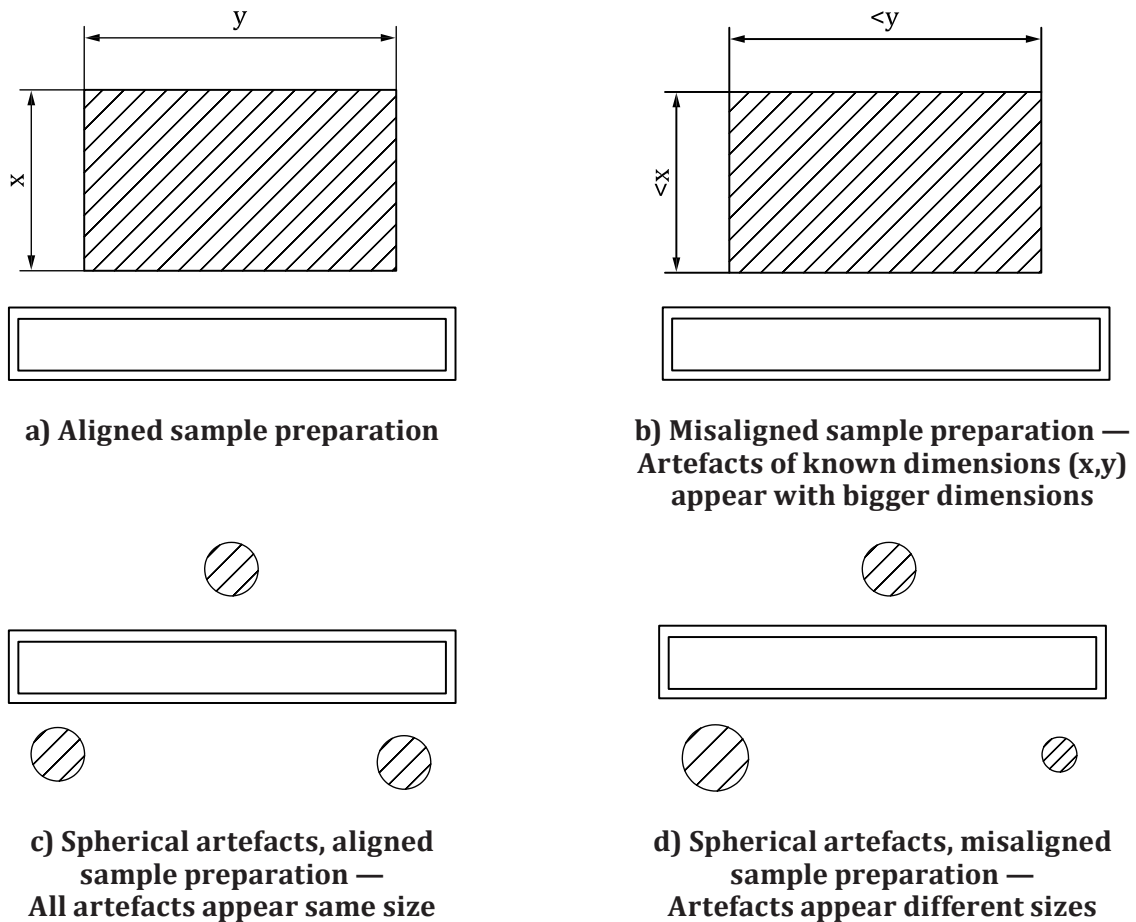 y
x
a) Aligned sample preparation
<y
<x
b) Misaligned sample preparation —
Artefacts of known dimensions (x,y)
appear with bigger dimensions
c) Spherical artefacts, aligned
sample preparation —
All artefacts appear same size
d) Spherical artefacts, misaligned
sample preparation —
Artefacts appear different sizes